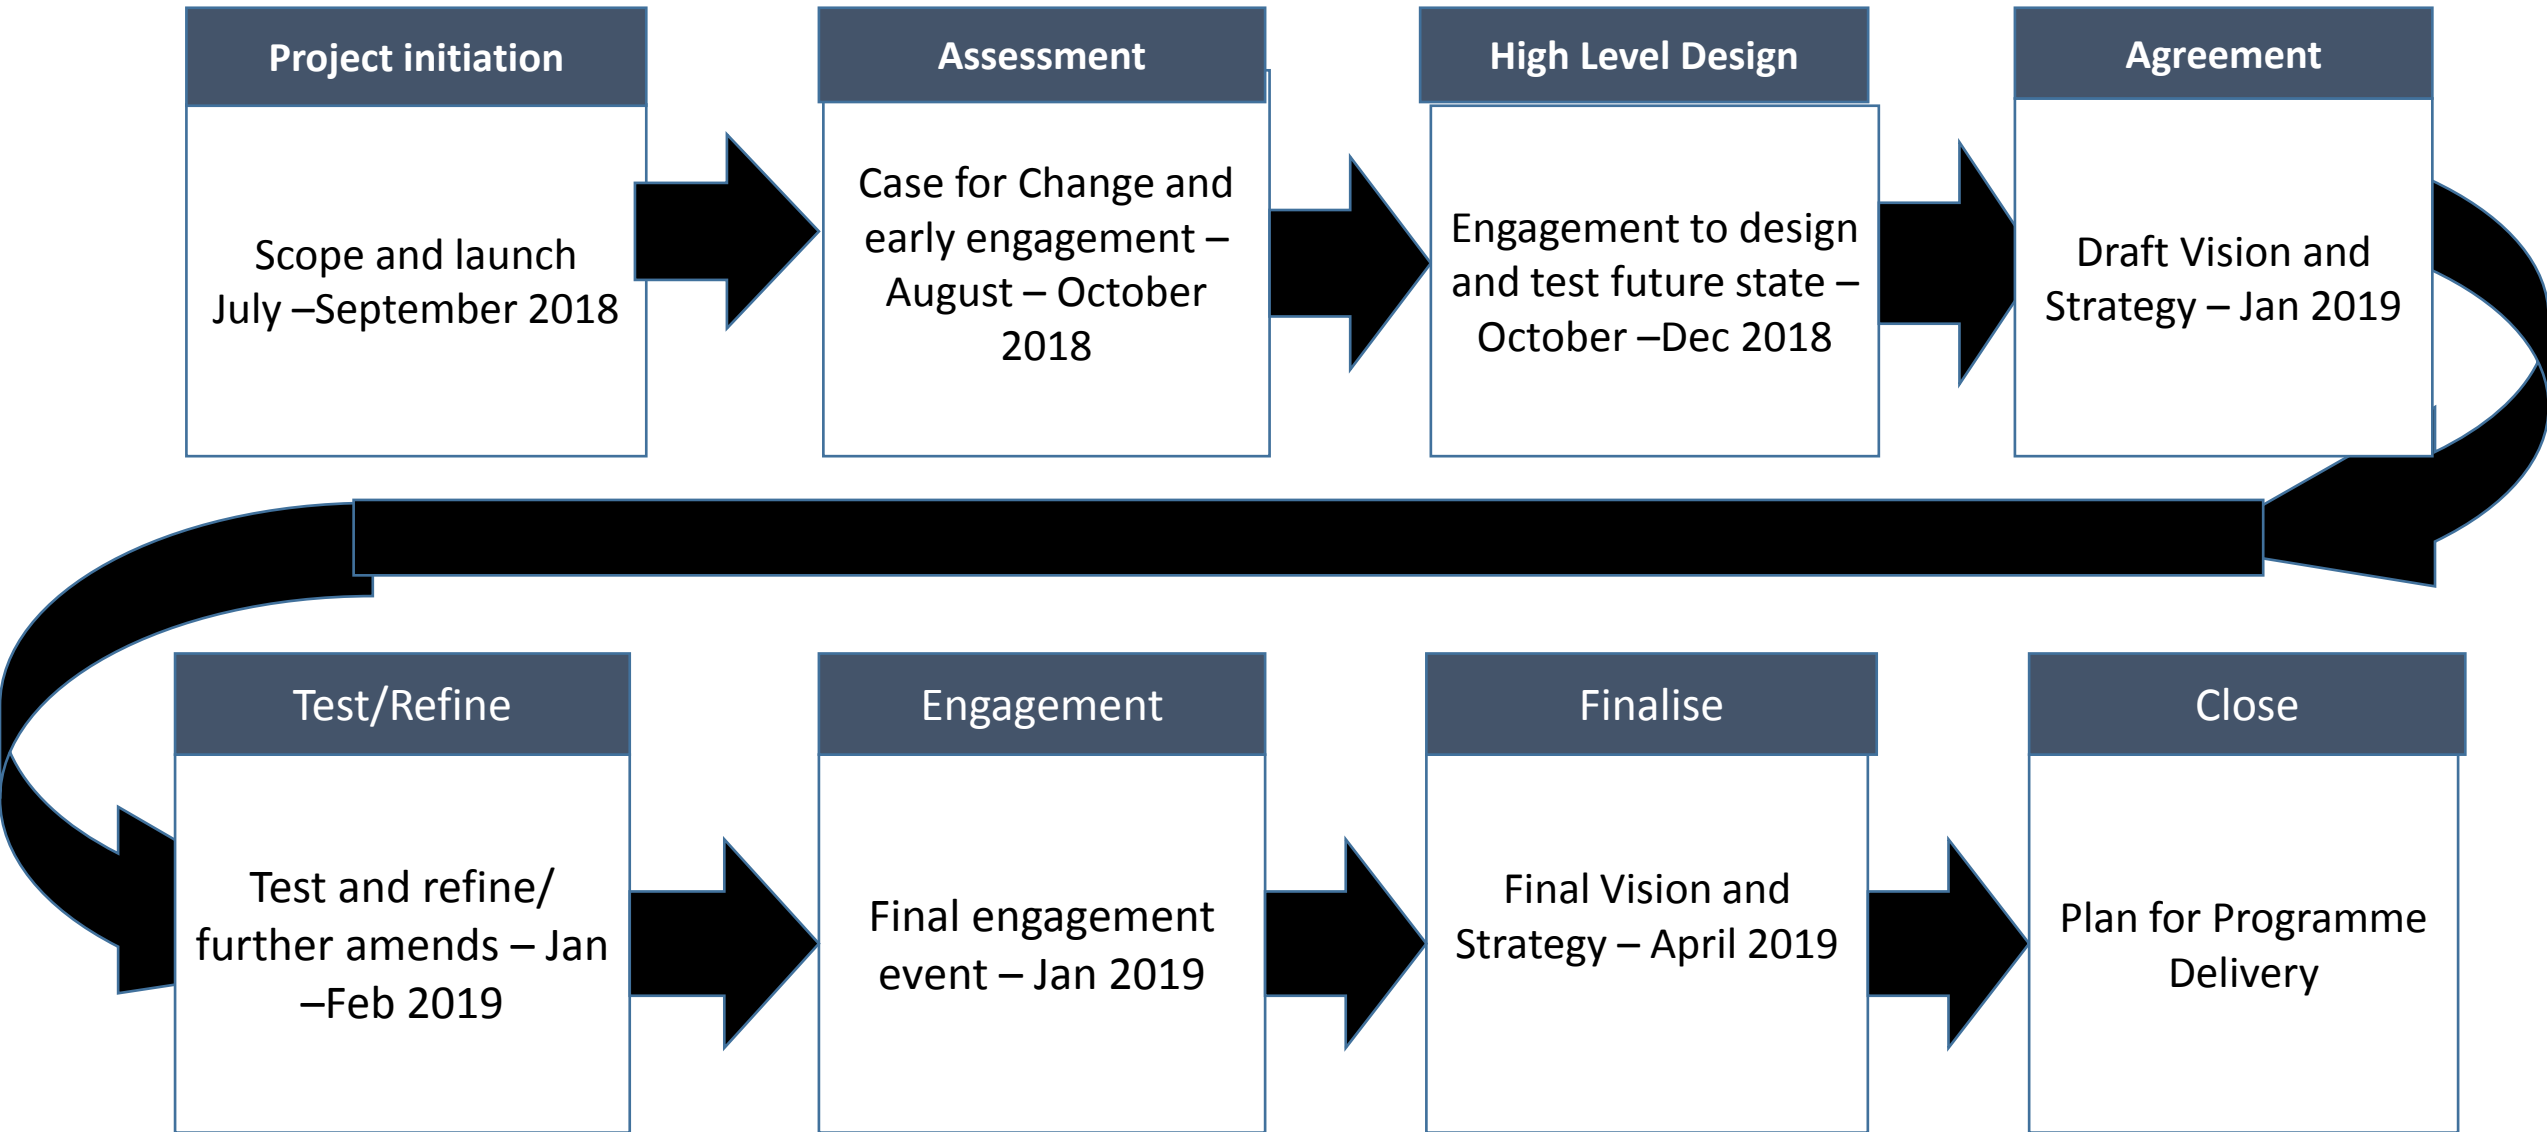 Project initiation
Scope and launch
July –September 2018
Assessment
Case for Change and
early engagement –
August – October
2018
High Level Design
Engagement to design
and test future state –
October –Dec 2018
Agreement
Draft Vision and
Strategy – Jan 2019
Test/Refine
Test and refine/
further amends – Jan
–Feb 2019
Engagement
Final engagement
event – Jan 2019
Finalise
Final Vision and
Strategy – April 2019
Close
Plan for Programme
Delivery